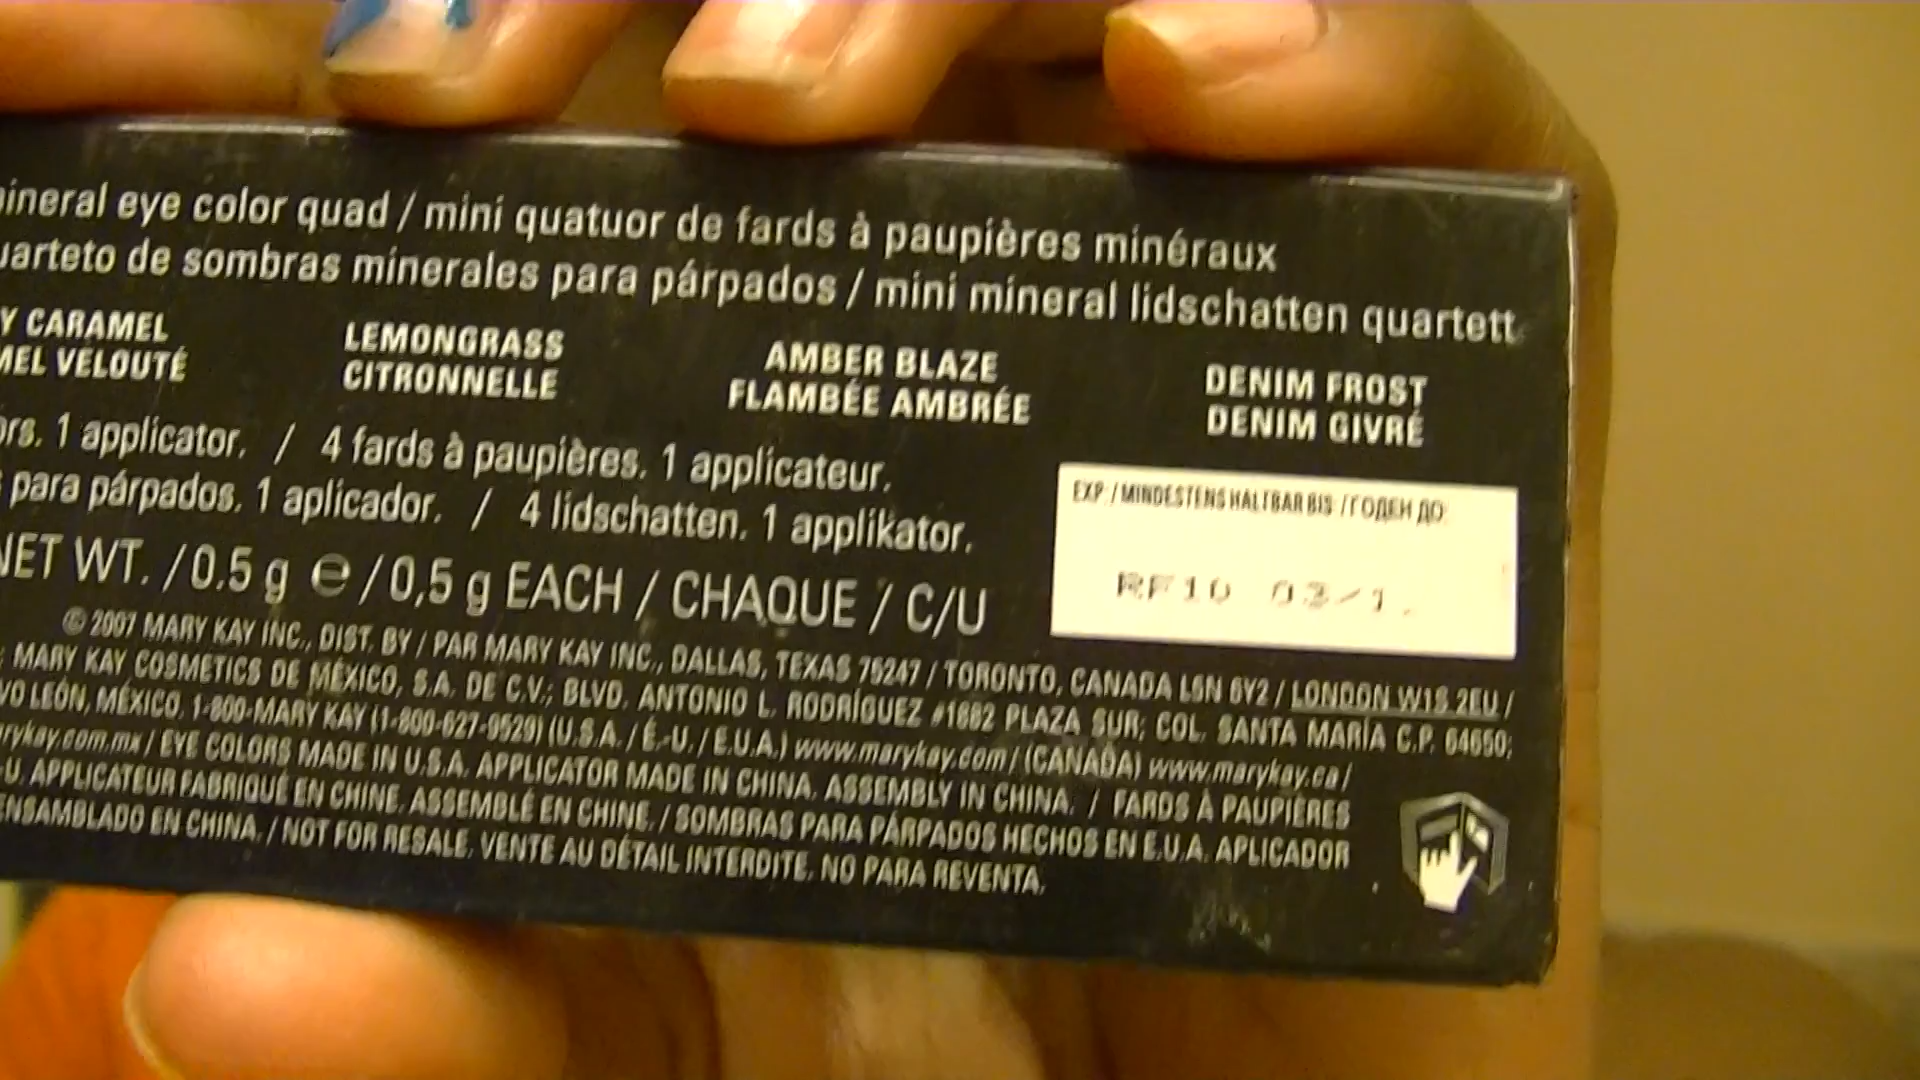 mineral eye color quad / mini quatuor de fards à paupières minéraux
uarteto de sombras minerales para párpados / mini mineral lidschatten quartett
Y CARAMEL LEMONGRASS AMBER BLAZE DENIM FROST
MEL VELOUTÉ CITRONNELLE FLAMBÉE AMBRÉE DENIM GIVRÉ
ors. 1 applicator. / 4 fards à paupières. 1 applicateur.
para párpados. 1 aplicador. / 4 lidschatten. 1 applikator.
EXP./MINDESTENS HALTBAR BIS:/ГОДЕН ДО:
RF10 03/1
NET WT. / 0.5 g e / 0,5 g EACH / CHAQUE / C/U
© 2007 MARY KAY INC., DIST. BY / PAR MARY KAY INC., DALLAS, TEXAS 75247 / TORONTO, CANADA L5N 6Y2 / LONDON W1S 2EU /
MARY KAY COSMETICS DE MÉXICO, S.A. DE C.V.; BLVD. ANTONIO L. RODRÍGUEZ #1882 PLAZA SUR; COL. SANTA MARÍA C.P. 64650;
VO LEÓN, MÉXICO. 1-800-MARY KAY (1-800-627-9529) (U.S.A. / É.-U. / E.U.A.) www.marykay.com / (CANADA) www.marykay.ca /
rykay.com.mx / EYE COLORS MADE IN U.S.A. APPLICATOR MADE IN CHINA. ASSEMBLY IN CHINA. / FARDS À PAUPIÈRES
-U. APPLICATEUR FABRIQUÉ EN CHINE. ASSEMBLÉ EN CHINE. / SOMBRAS PARA PÁRPADOS HECHOS EN E.U.A. APLICADOR
ENSAMBLADO EN CHINA. / NOT FOR RESALE. VENTE AU DÉTAIL INTERDITE. NO PARA REVENTA.